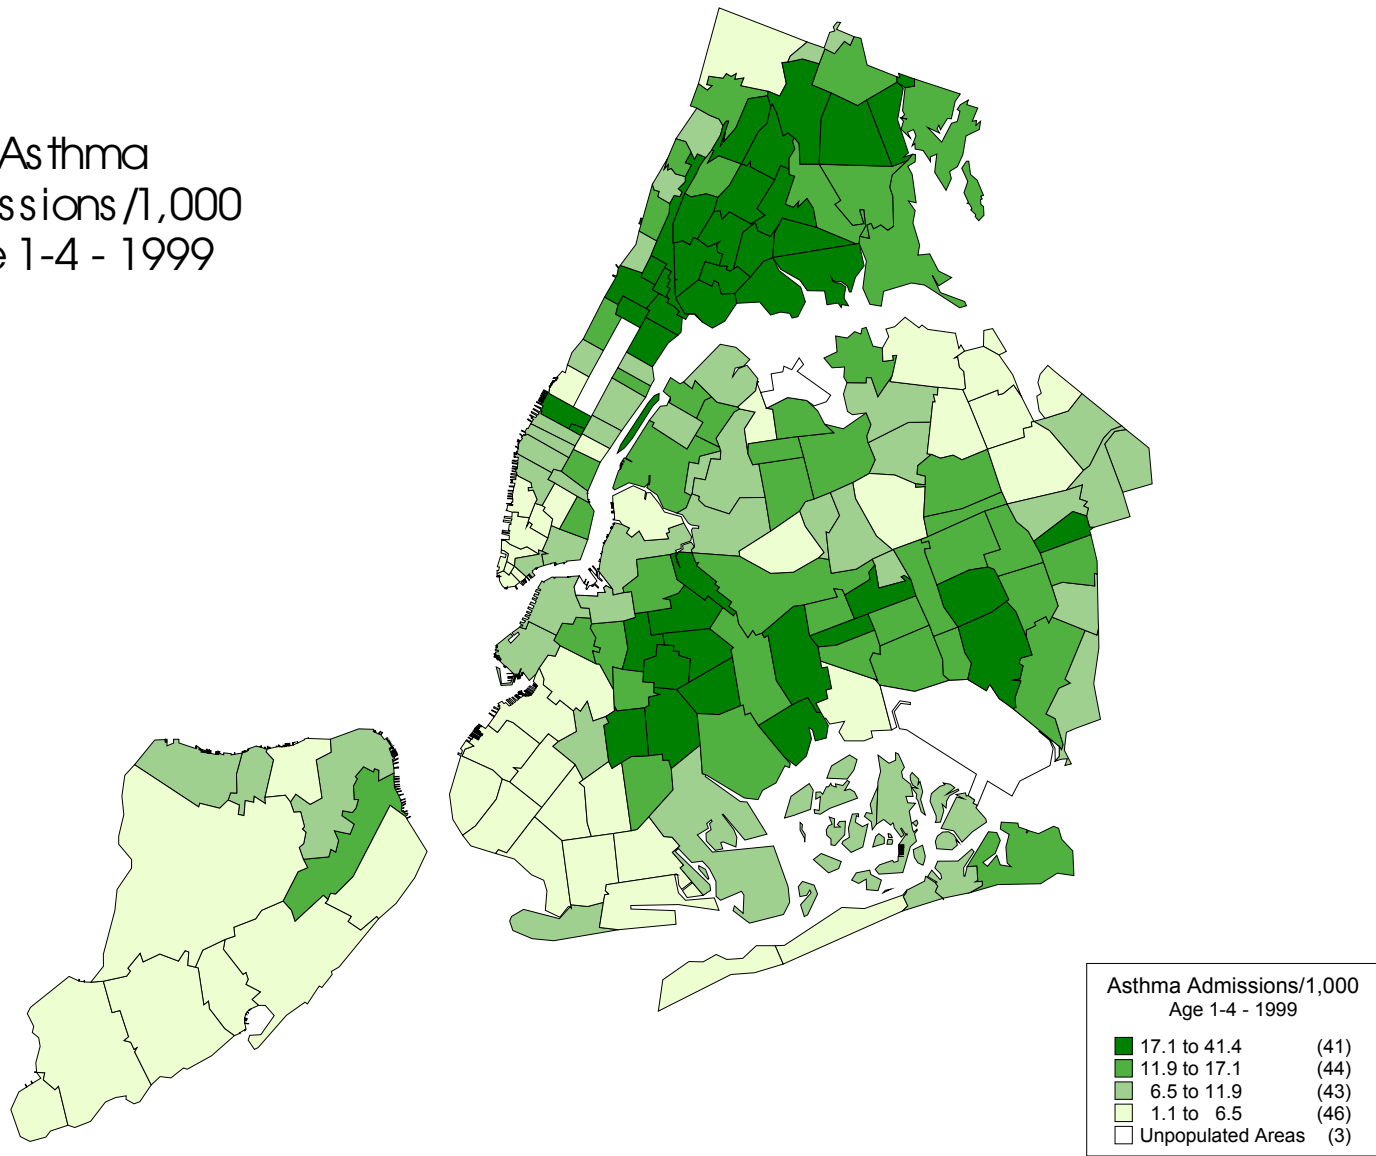 Asthma
ssions/1,000
e 1-4 - 1999
Asthma Admissions/1,000
Age 1-4 - 1999
17.1 to 41.4 (41)
11.9 to 17.1 (44)
6.5 to 11.9 (43)
1.1 to 6.5 (46)
Unpopulated Areas (3)